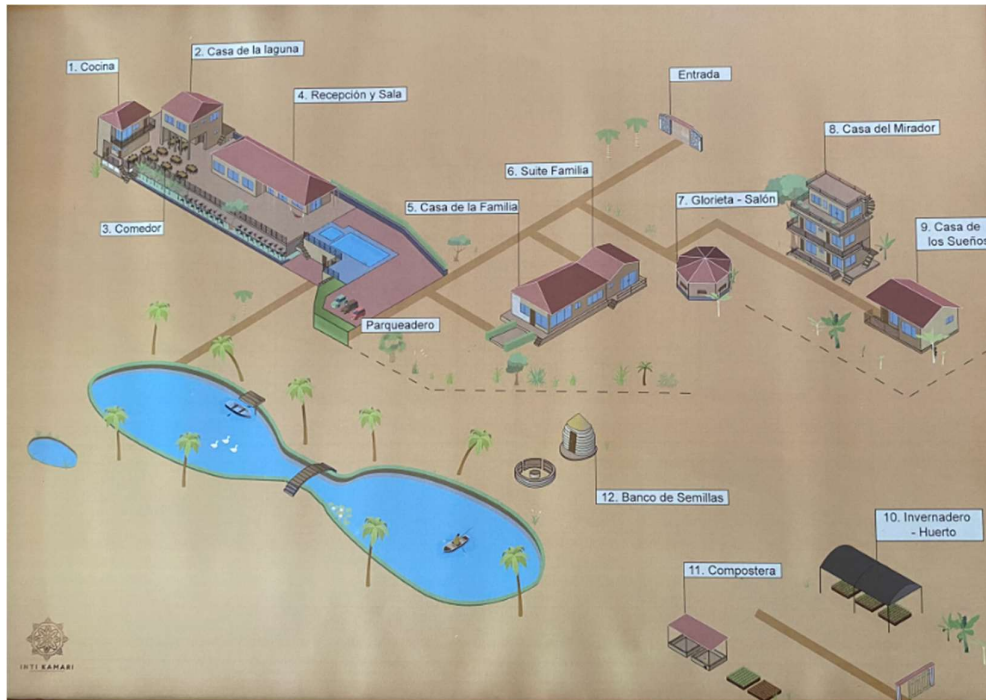 1. Cocina
2. Casa de la laguna
4. Recepción y Sala
Entrada
8. Casa del Mirador
6. Suite Familia
7. Glorieta - Salón
5. Casa de la Familia
3. Comedor
9. Casa de
los Sueños
Parqueadero
12. Banco de Semillas
10. Invernadero
- Huerto
11. Compostera